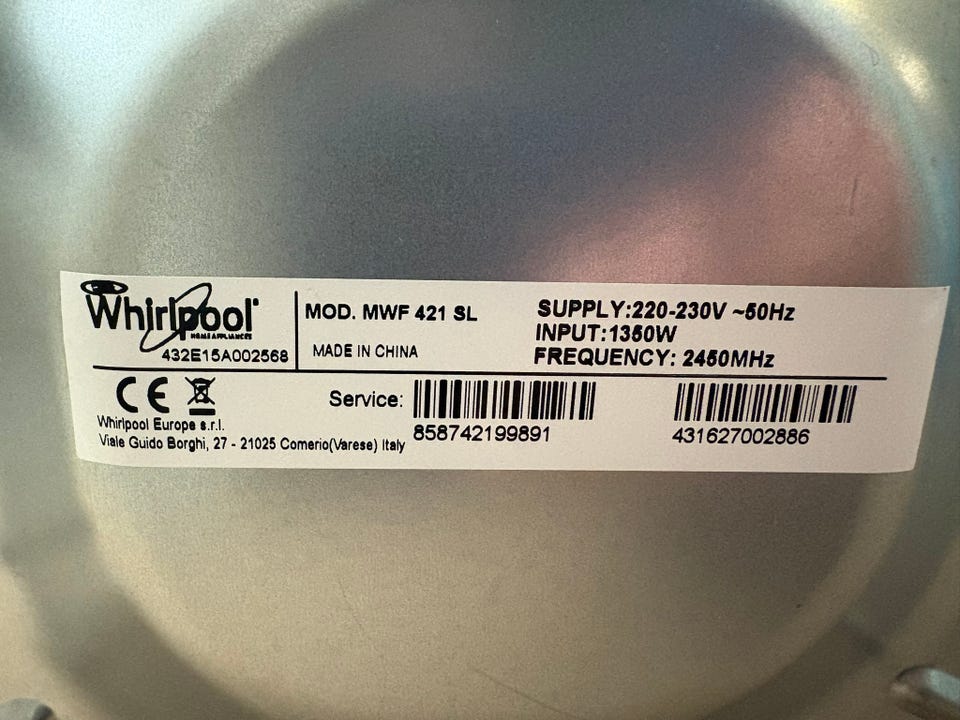 Whirlpool
HOME APPLIANCES
432E15A002568
MOD. MWF 421 SL
MADE IN CHINA
SUPPLY:220-230V ~50Hz
INPUT:1350W
FREQUENCY: 2450MHz
CE
Whirlpool Europe s.r.l.
Viale Guido Borghi, 27 - 21025 Comerio(Varese) Italy
Service:
858742199891
431627002886